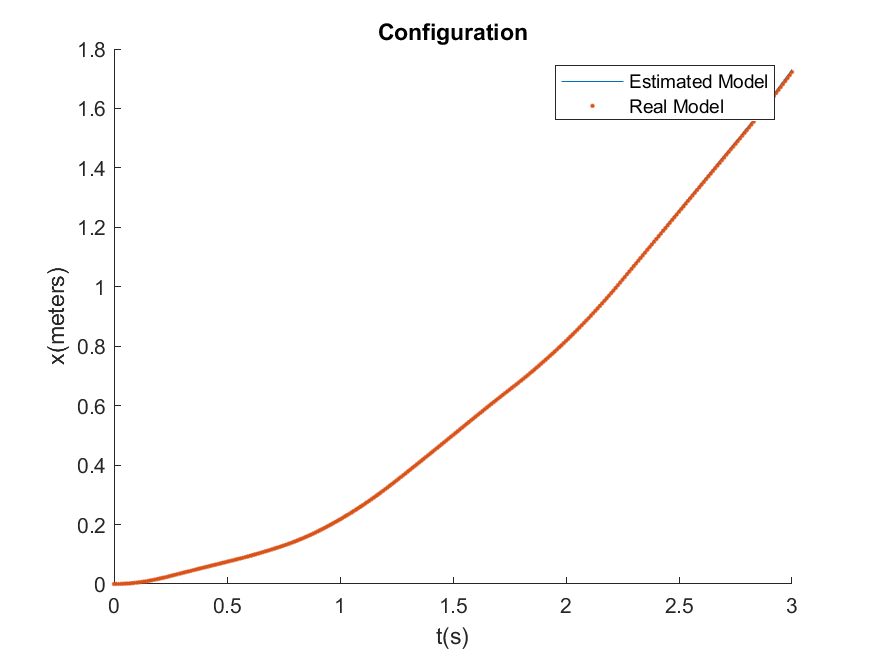 Configuration
Estimated Model
Real Model
1.8
1.6
1.4
1.2
1
0.8
0.6
0.4
0.2
0
x(meters)
0 0.5 1 1.5 2 2.5 3
t(s)